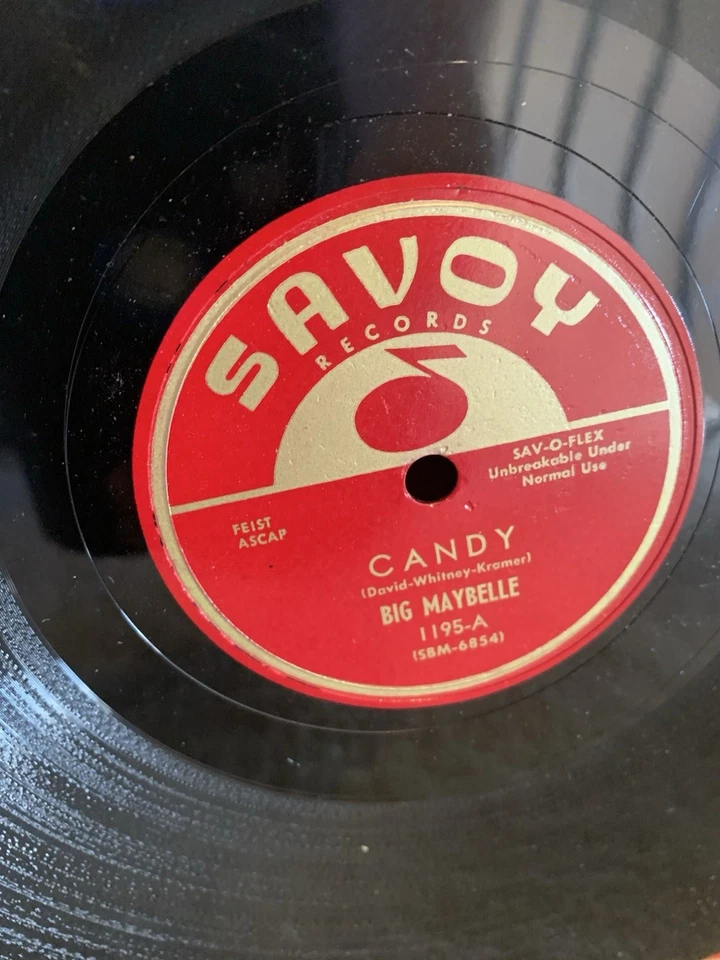 SAVOY
RECORDS
SAV-O-FLEX
Unbreakable Under
Normal Use
FEIST
ASCAP
CANDY
(David-Whitney-Kramer)
BIG MAYBELLE
1195-A
(SBM-6854)